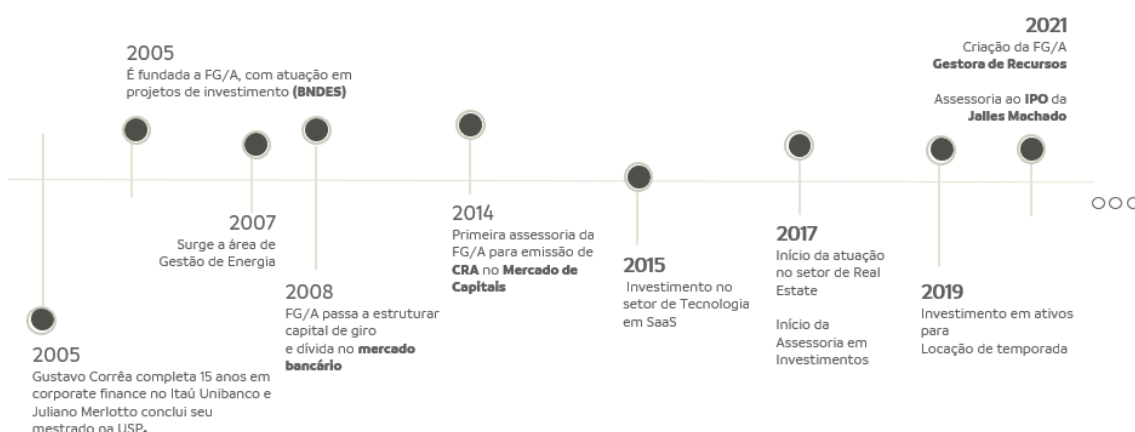 2005
É fundada a FG/A, com atuação em
projetos de investimento (BNDES)
2021
Criação da FG/A
Gestora de Recursos
Assessoria ao IPO da
Jalles Machado
2005
Gustavo Corrêa completa 15 anos em
corporate finance no Itaú Unibanco e
Juliano Merlotto conclui seu
mestrado na USP.
2007
Surge a área de
Gestão de Energia
2008
FG/A passa a estruturar
capital de giro
e dívida no mercado
bancário
2014
Primeira assessoria da
FG/A para emissão de
CRA no Mercado de
Capitais
2015
Investimento no
setor de Tecnologia
em SaaS
2017
Início da atuação
no setor de Real
Estate
Início da
Assessoria em
Investimentos
2019
Investimento em ativos
para
Locação de temporada